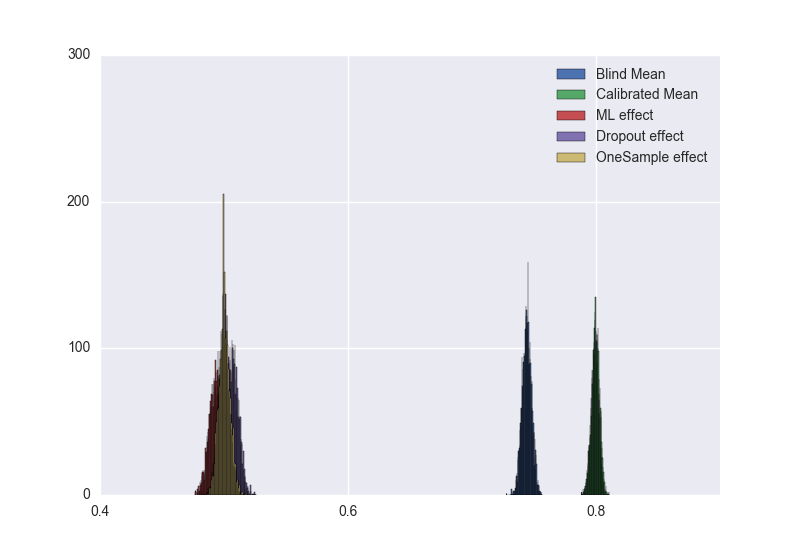 300
200
100
0
0.4
0.6
0.8
Blind Mean
Calibrated Mean
ML effect
Dropout effect
OneSample effect